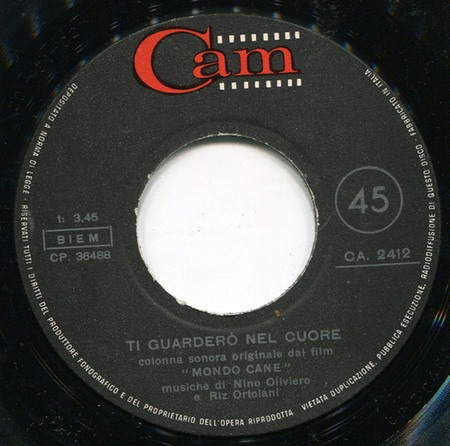 Cam
DEPOSITATO A NORMA DI LEGGE - RISERVATI TUTTI I DIRITTI DEL PRODUTTORE FONOGRAFICO E DEL PROPRIETARIO DELL'OPERA RIPRODOTTA
VIETATA DUPLICAZIONE, PUBBLICA ESECUZIONE, RADIODIFFUSIONE DI QUESTO DISCO - FABBRICATO IN ITALIA
t: 3,45
BIEM
CP. 36488
45
CA. 2412
TI GUARDERÒ NEL CUORE
colonna sonora originale dal film
"MONDO CANE"
musiche di Nino Oliviero
e Riz Ortolani